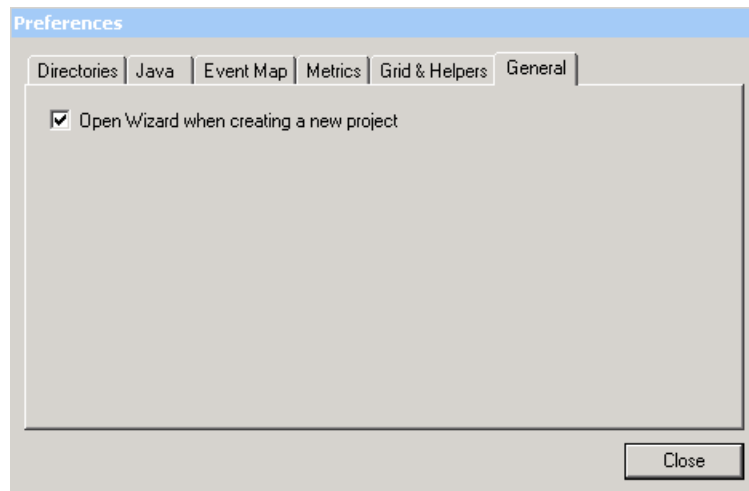 Preferences
Directories Java Event Map Metrics Grid & Helpers General
Open Wizard when creating a new project
Close